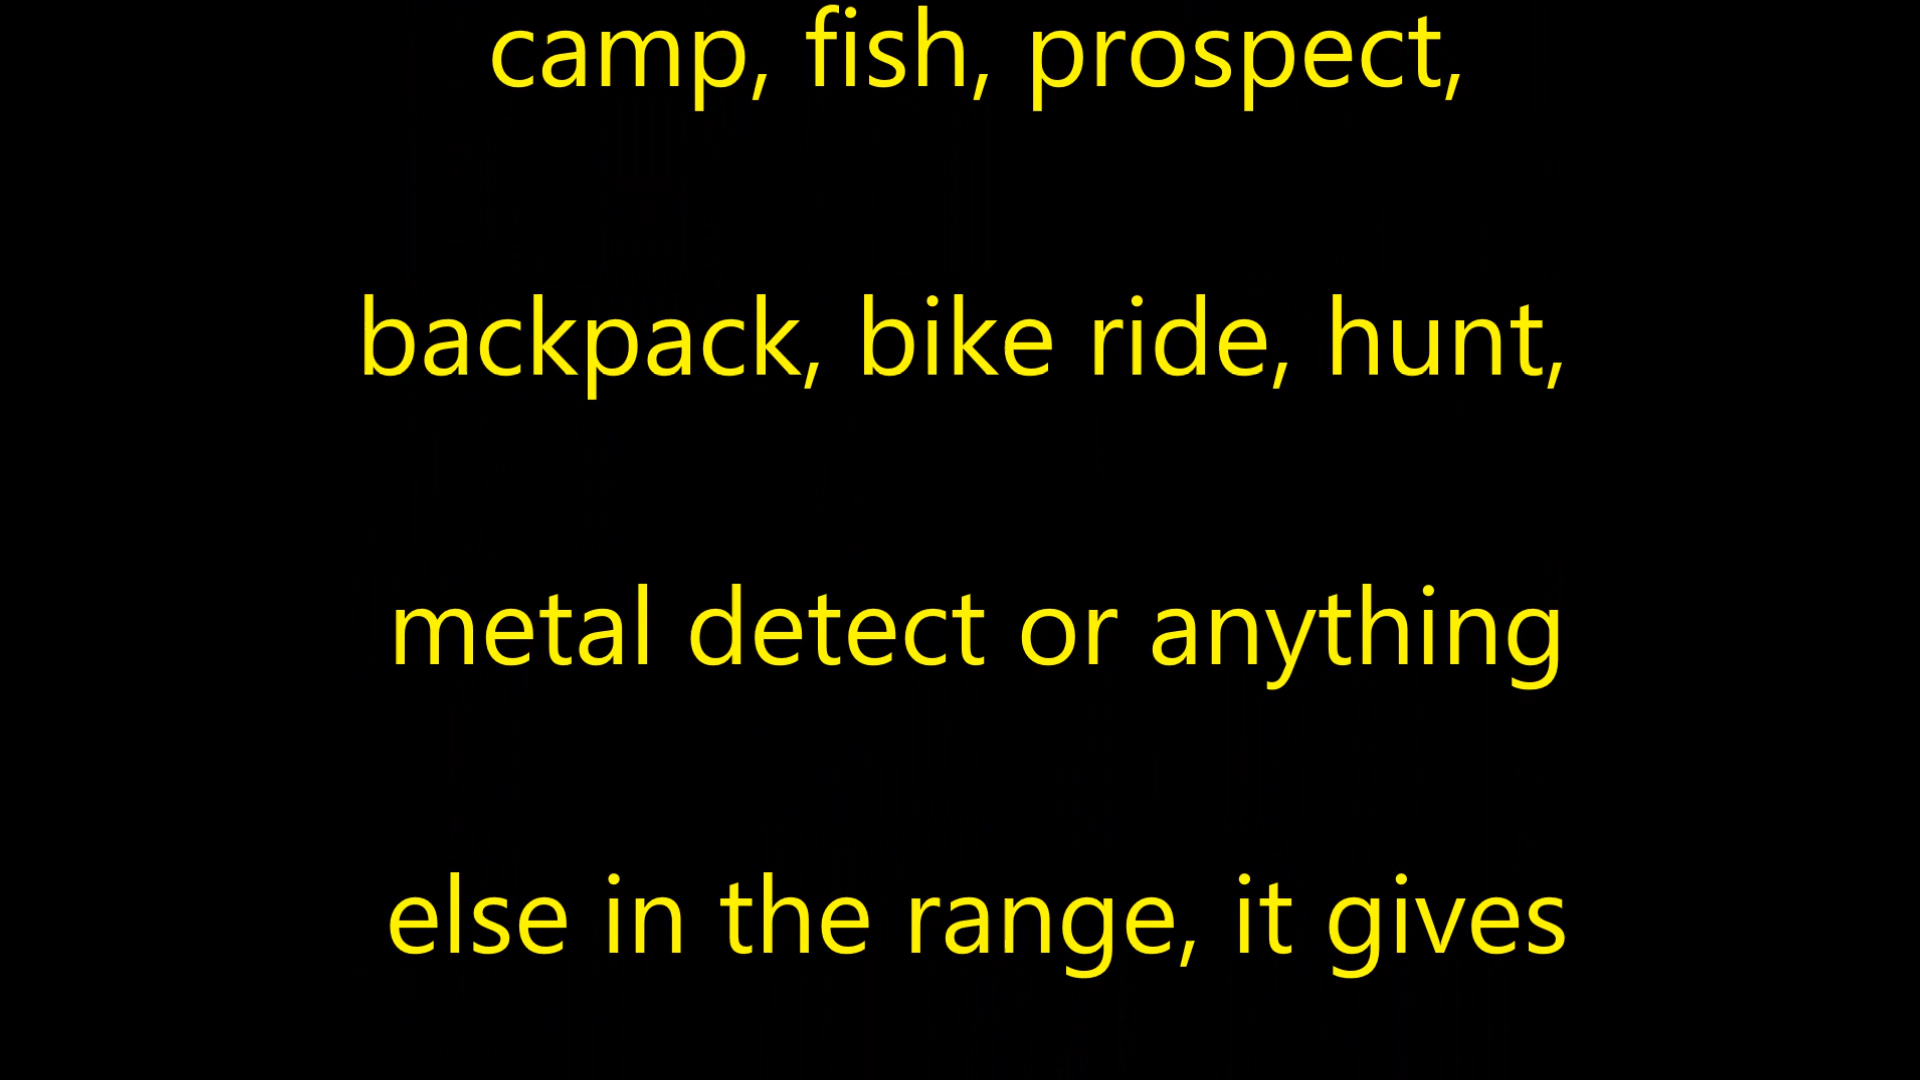 camp, fish, prospect,
backpack, bike ride, hunt,
metal detect or anything
else in the range, it gives